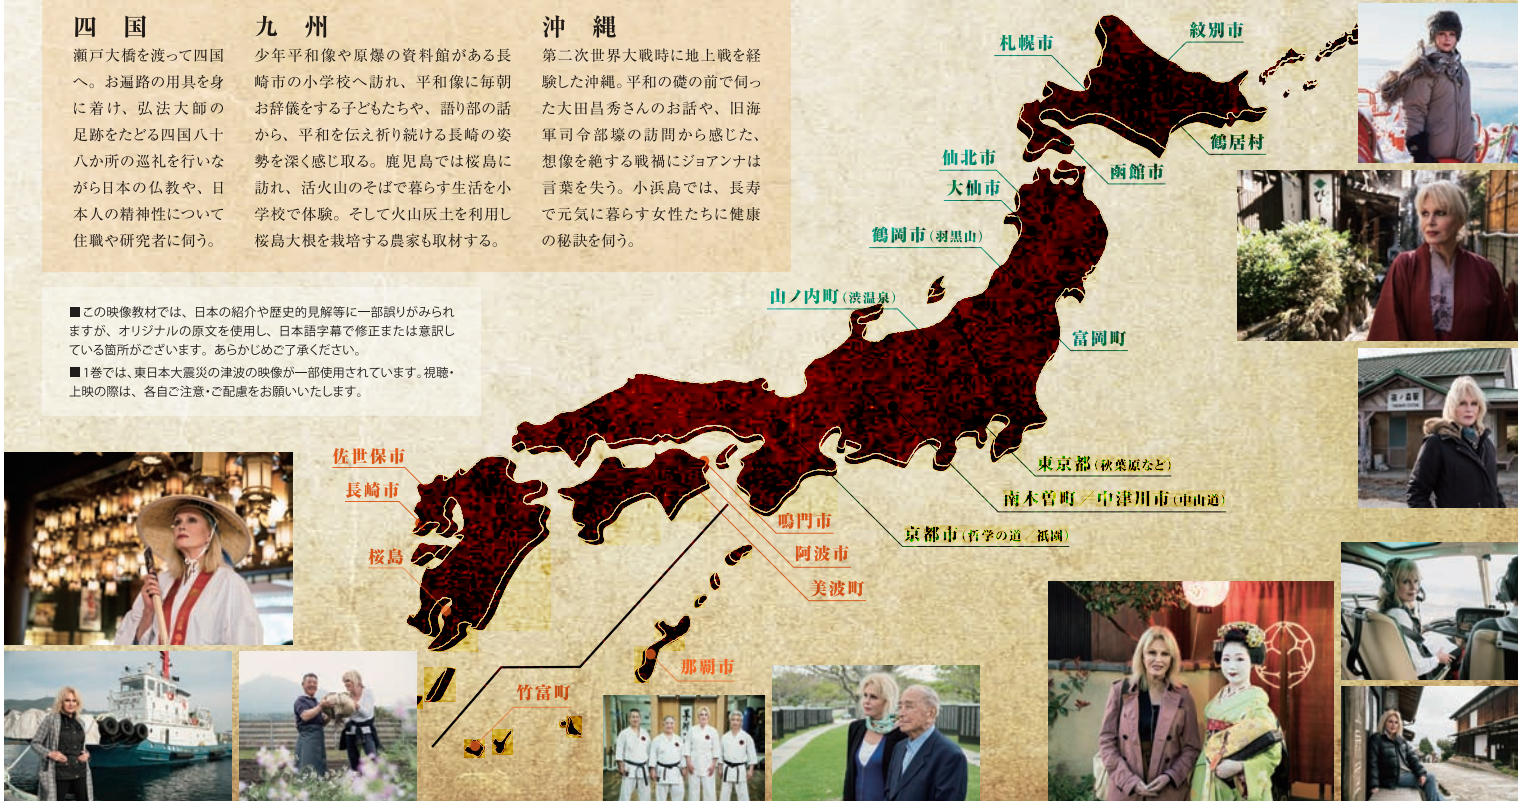 四国
瀬戸大橋を渡って四国
へ。お遍路の用具を身
に着け、弘法大師の
足跡をたどる四国八十
八か所の巡礼を行いな
がら日本の仏教や、日
本人の精神性について
住職や研究者に伺う。
九州
少年平和像や原爆の資料館がある長
崎市の小学校へ訪れ、平和像に毎朝
お辞儀をする子どもたちや、語り部の話
から、平和を伝え祈り続ける長崎の姿
勢を深く感じ取る。鹿児島では桜島に
訪れ、活火山のそばで暮らす生活を小
学校で体験。そして火山灰土を利用し
桜島大根を栽培する農家も取材する。
沖縄
第二次世界大戦時に地上戦を経
験した沖縄。平和の礎の前で伺っ
た大田昌秀さんのお話や、旧海
軍司令部壕の訪問から感じた、
想像を絶する戦禍にジョアンナは
言葉を失う。小浜島では、長寿
で元気に暮らす女性たちに健康
の秘訣を伺う。
■この映像教材では、日本の紹介や歴史的見解等に一部誤りがみられ
ますが、オリジナルの原文を使用し、日本語字幕で修正または意訳し
ている箇所がございます。あらかじめご了承ください。
■1巻では、東日本大震災の津波の映像が一部使用されています。視聴・
上映の際は、各自ご注意・ご配慮をお願いいたします。
紋別市
札幌市
鶴居村
函館市
仙北市
大仙市
鶴岡市(羽黒山)
山ノ内町(渋温泉)
富岡町
東京都(秋葉原など)
南木曽町／中津川市(中山道)
京都市(哲学の道／祇園)
佐世保市
長崎市
桜島
鳴門市
阿波市
美波町
那覇市
竹富町